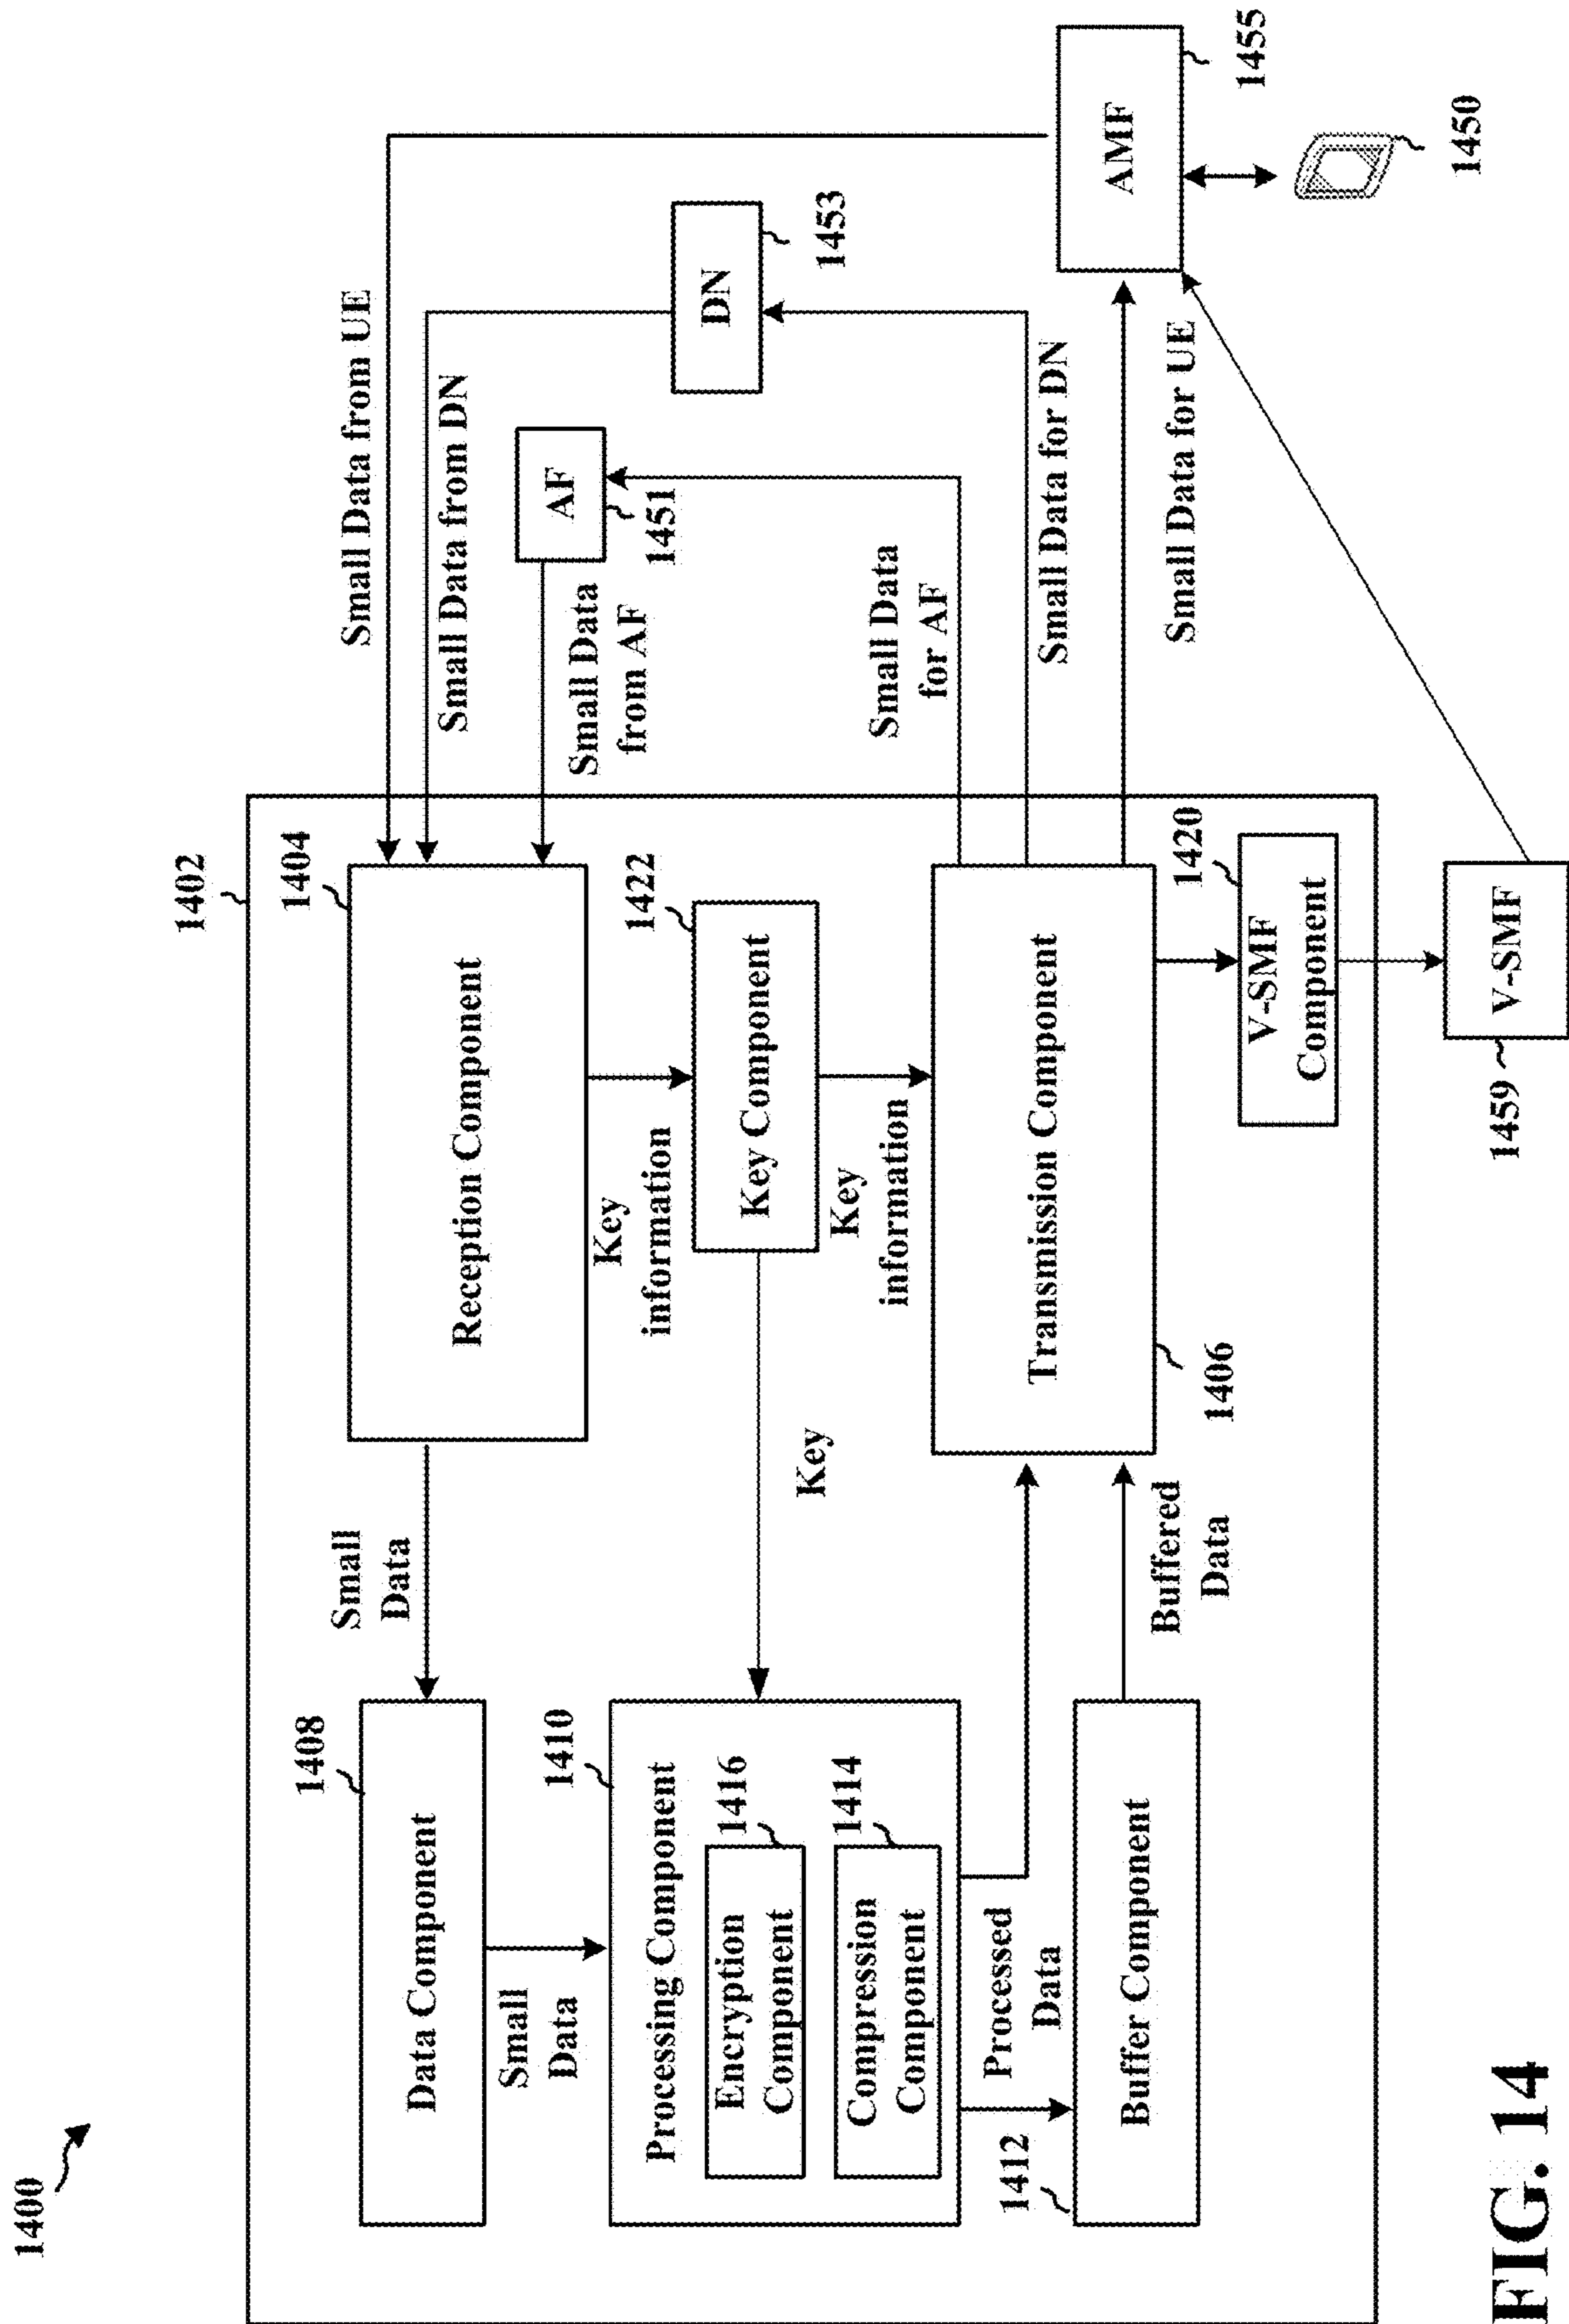 1400
1402
1408
Data Component
Small
Data
1404
Reception Component
Small Data from UE
Small Data from DN
Small Data
from AF
AF
1451
DN
1453
Small
Data
1410
Processing Component
1416
Encryption
Component
1414
Compression
Component
Key
Key
information
1422
Key Component
Key
information
Processed
Data
1412
Buffer Component
Buffered
Data
Transmission Component
1406
Small Data
for AF
Small Data for DN
Small Data for UE
AMF
1455
1450
1420
V-SMF
Component
V-SMF
1459
FIG. 14